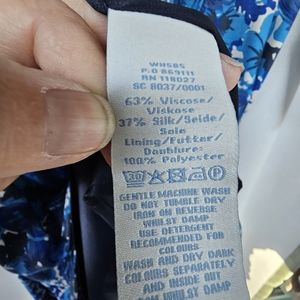 WH585
P.O 869111
RN 118027
SC 8037/0001
63% Viscose/
Viskose
37% Silk/Seide/
Soie
Lining/Futter/
Doublure:
100% Polyester
30
GENTLE MACHINE WASH
DO NOT TUMBLE DRY
IRON ON REVERSE
WHILST DAMP
USE DETERGENT
RECOMMENDED FOR
COLOURS
WASH AND DRY DARK
COLOURS SEPARATELY
AND INSIDE OUT
WHILST DAMP